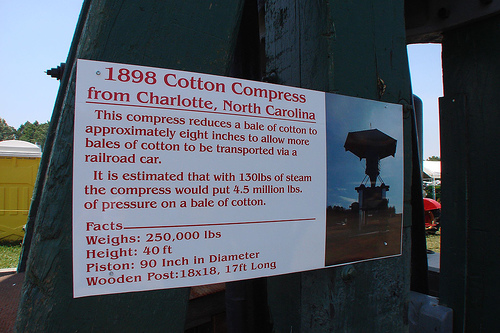 1898 Cotton Compress
from Charlotte, North Carolina
This compress reduces a bale of cotton to
approximately eight inches to allow more
bales of cotton to be transported via a
railroad car.
It is estimated that with 130lbs of steam
the compress would put 4.5 million lbs.
of pressure on a bale of cotton.
Facts
Weighs: 250,000 lbs
Height: 40 ft
Piston: 90 Inch in Diameter
Wooden Post:18x18, 17ft Long